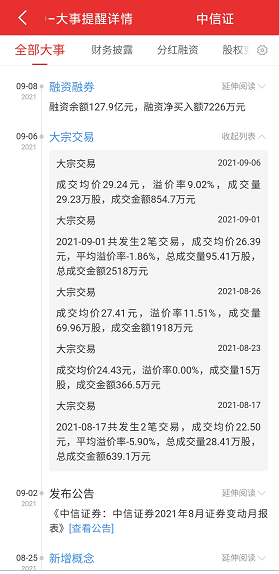 -大事提醒详情
中信证
全部大事
财务披露
分红融资
股权
09-08
2021
融资融券
延伸阅读
融资余额127.9亿元，融资净买入额7226万元
09-06
2021
大宗交易
收起列表
大宗交易
2021-09-06
成交均价29.24元，溢价率9.02%，成交量
29.23万股，成交金额854.7万元
大宗交易
2021-09-01
2021-09-01共发生2笔交易，成交均价26.39
元，平均溢价率-1.86%，总成交量95.41万股，
总成交金额2518万元
大宗交易
2021-08-26
成交均价27.41元，溢价率11.51%，成交量
69.96万股，成交金额1918万元
大宗交易
2021-08-23
成交均价24.43元，溢价率0.00%，成交量15万
股，成交金额366.5万元
大宗交易
2021-08-17
2021-08-17共发生2笔交易，成交均价22.50
元，平均溢价率-5.90%，总成交量28.41万股，
总成交金额639.1万元
09-02
2021
发布公告
延伸阅读
《中信证券：中信证券2021年8月证券变动月报
表》[查看公告]
08-25
2021
新增概念
延伸阅读